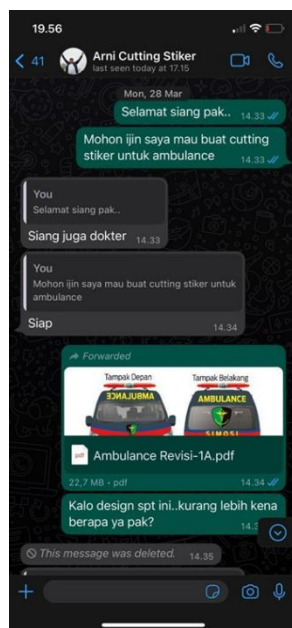 19.56
41
Arni Cutting Stiker
last seen today at 17.15
Mon, 28 Mar
Selamat siang pak..
14.33
Mohon ijin saya mau buat cutting
stiker untuk ambulance
14.33
You
Selamat siang pak..
Siang juga dokter
14.33
You
Mohon ijin saya mau buat cutting stiker untuk
ambulance
Siap
14.34
Forwarded
Tampak Depan
Tampak Belakang
AMBULANCE
AMBULANCE
SIMOSI
pdf
Ambulance Revisi-1A.pdf
22,7 MB • pdf
14.34
Kalo design spt ini..kurang lebih kena
berapa ya pak?
This message was deleted.
14.35